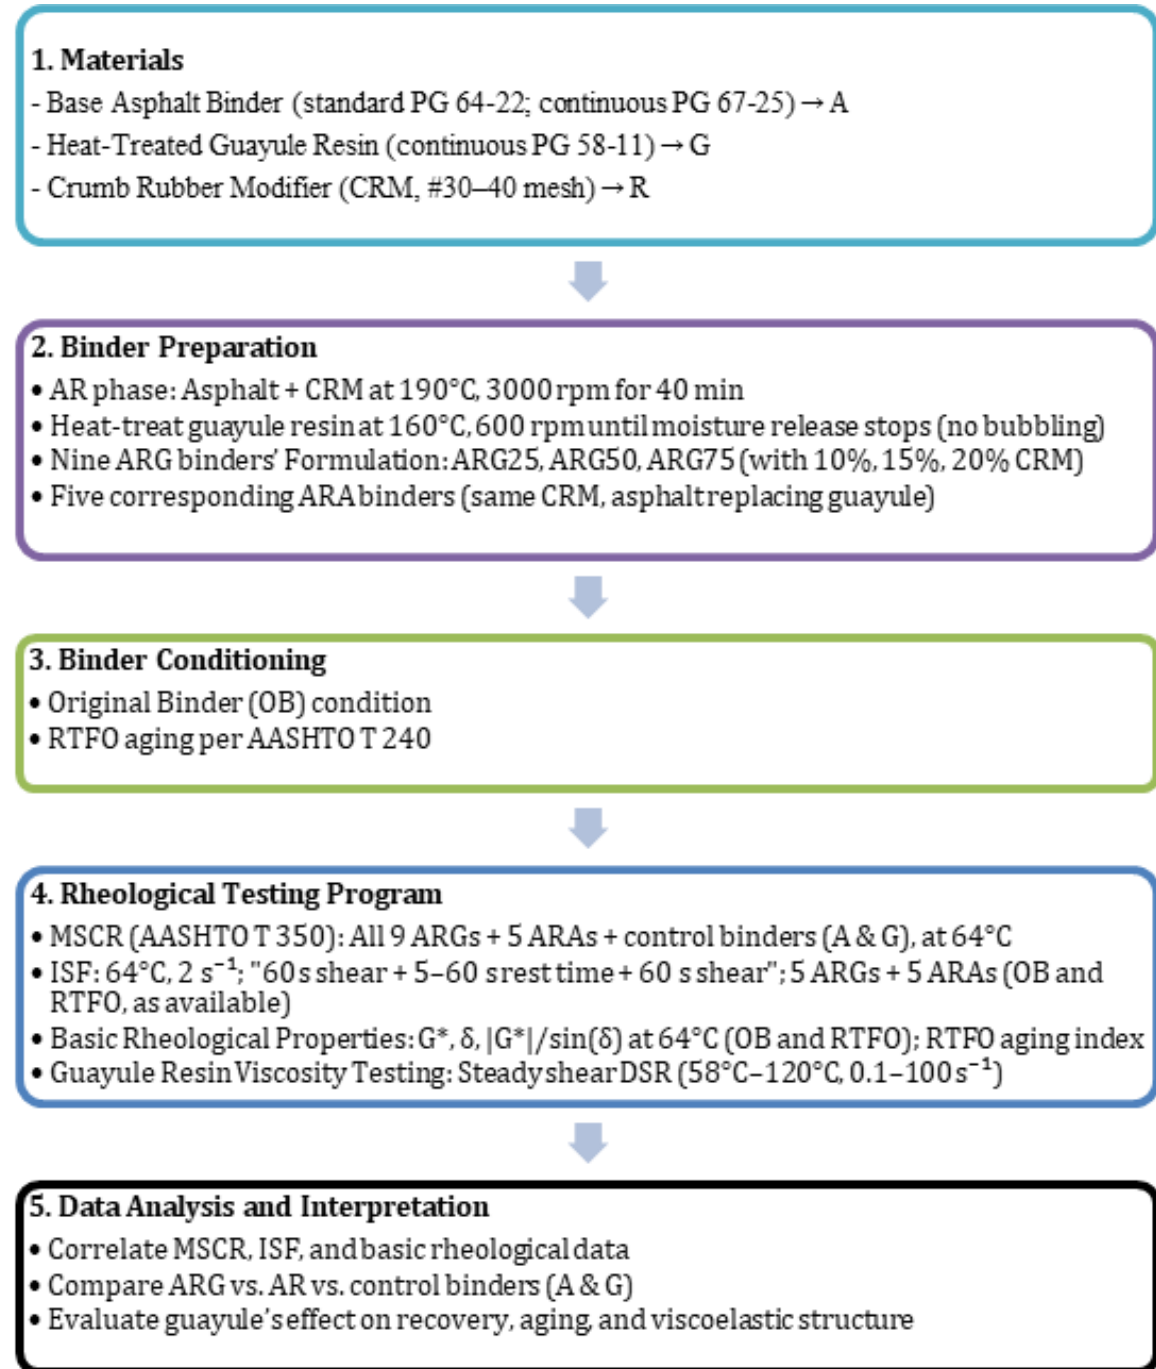 1. Materials
- Base Asphalt Binder (standard PG 64-22; continuous PG 67-25) → A
- Heat-Treated Guayule Resin (continuous PG 58-11) → G
- Crumb Rubber Modifier (CRM, #30–40 mesh) → R
2. Binder Preparation
• AR phase: Asphalt + CRM at 190°C, 3000 rpm for 40 min
• Heat-treat guayule resin at 160°C, 600 rpm until moisture release stops (no bubbling)
• Nine ARG binders’ Formulation: ARG25, ARG50, ARG75 (with 10%, 15%, 20% CRM)
• Five corresponding ARA binders (same CRM, asphalt replacing guayule)
3. Binder Conditioning
• Original Binder (OB) condition
• RTFO aging per AASHTO T 240
4. Rheological Testing Program
• MSCR (AASHTO T 350): All 9 ARGs + 5 ARAs + control binders (A & G), at 64°C
• ISF: 64°C, 2 s⁻¹; "60 s shear + 5–60 s rest time + 60 s shear"; 5 ARGs + 5 ARAs (OB and
RTFO, as available)
• Basic Rheological Properties: G*, δ, |G*|/sin(δ) at 64°C (OB and RTFO); RTFO aging index
• Guayule Resin Viscosity Testing: Steady shear DSR (58°C–120°C, 0.1–100 s⁻¹)
5. Data Analysis and Interpretation
• Correlate MSCR, ISF, and basic rheological data
• Compare ARG vs. AR vs. control binders (A & G)
• Evaluate guayule’s effect on recovery, aging, and viscoelastic structure